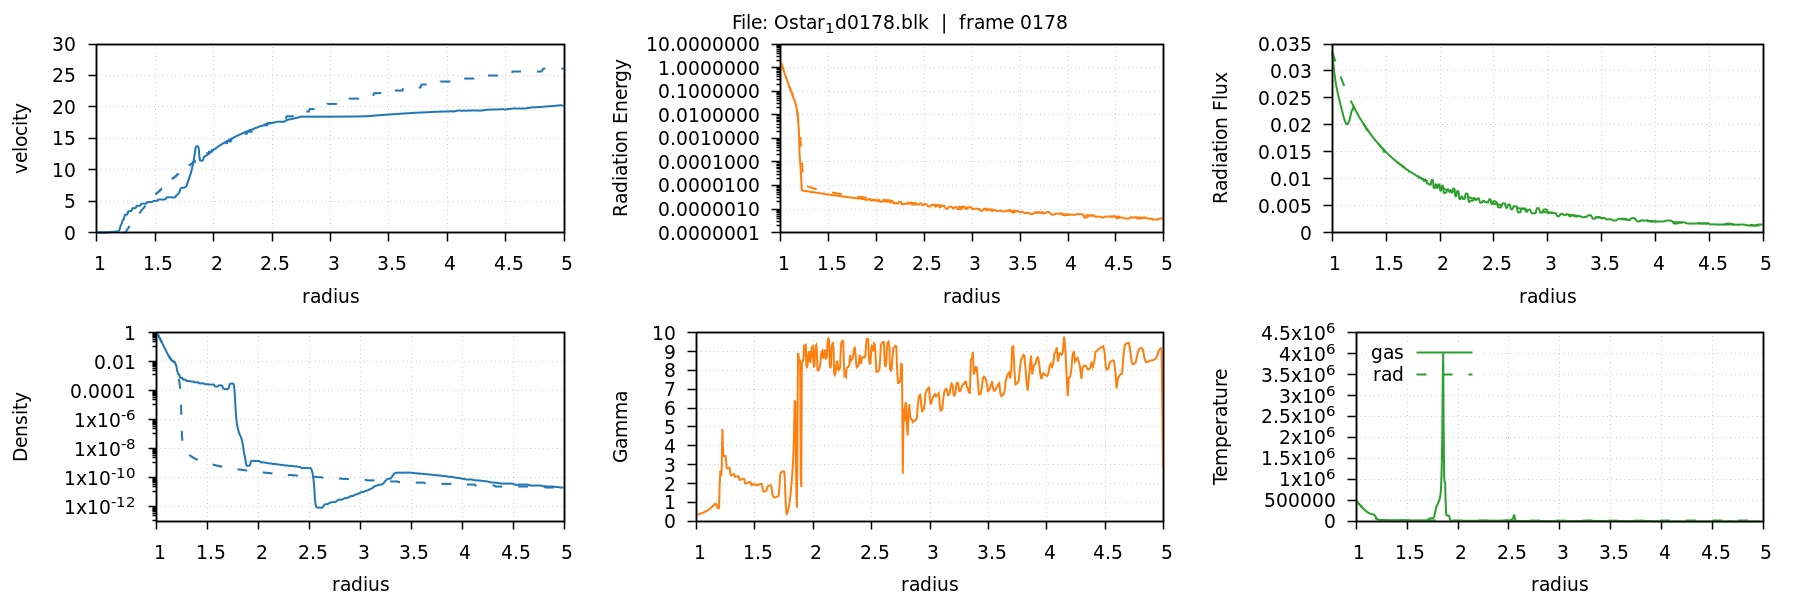 File: Ostar₁d0178.blk | frame 0178
velocity
30
25
20
15
10
5
0
1 1.5 2 2.5 3 3.5 4 4.5 5
radius
Radiation Energy
10.0000000
1.0000000
0.1000000
0.0100000
0.0010000
0.0001000
0.0000100
0.0000010
0.0000001
1 1.5 2 2.5 3 3.5 4 4.5 5
radius
Radiation Flux
0.035
0.03
0.025
0.02
0.015
0.01
0.005
0
1 1.5 2 2.5 3 3.5 4 4.5 5
radius
Density
1
0.01
0.0001
1x10⁻⁶
1x10⁻⁸
1x10⁻¹⁰
1x10⁻¹²
1 1.5 2 2.5 3 3.5 4 4.5 5
radius
Gamma
10
9
8
7
6
5
4
3
2
1
0
1 1.5 2 2.5 3 3.5 4 4.5 5
radius
Temperature
4.5x10⁶
4x10⁶
3.5x10⁶
3x10⁶
2.5x10⁶
2x10⁶
1.5x10⁶
1x10⁶
500000
0
gas
rad
1 1.5 2 2.5 3 3.5 4 4.5 5
radius